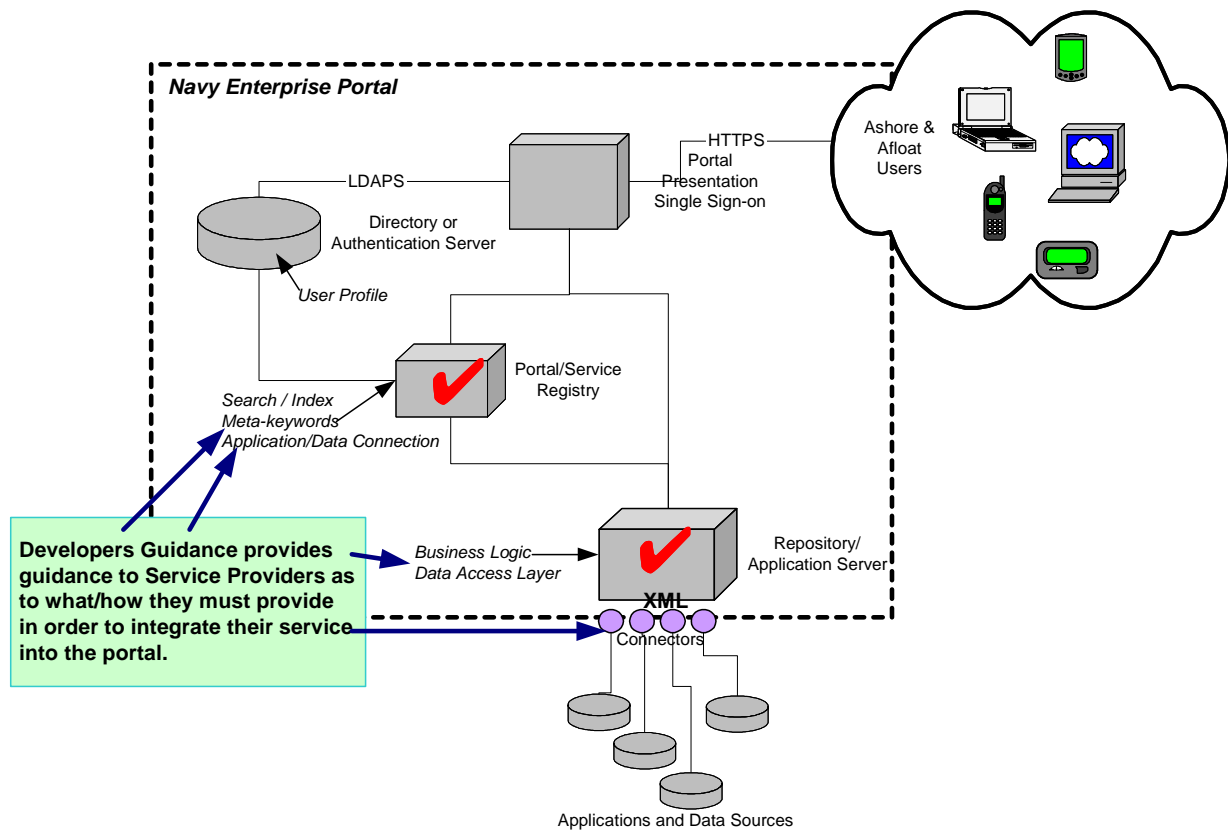 Navy Enterprise Portal
Ashore &
Afloat
Users
HTTPS
Portal
Presentation
Single Sign-on
LDAPS
Directory or
Authentication Server
User Profile
Portal/Service
Registry
Search / Index
Meta-keywords
Application/Data Connection
Developers Guidance provides
guidance to Service Providers as
to what/how they must provide
in order to integrate their service
into the portal.
Business Logic
Data Access Layer
Repository/
Application Server
XML
Connectors
Applications and Data Sources